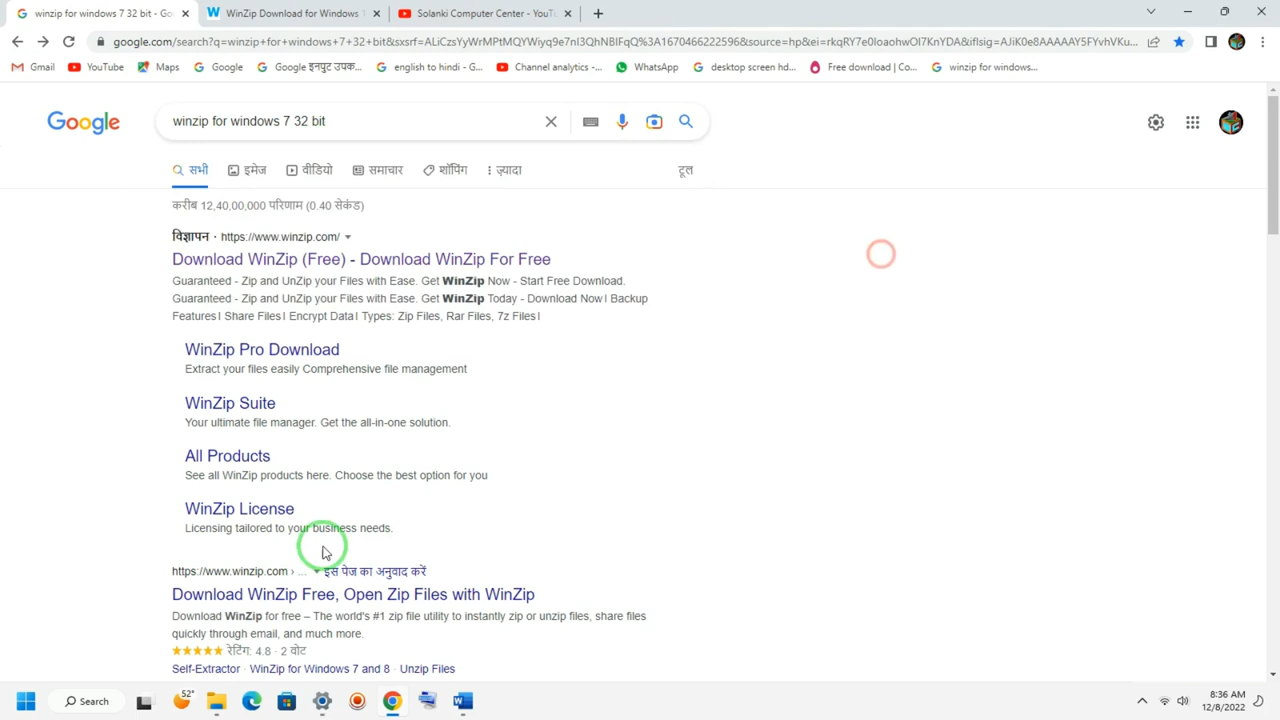 winzip for windows 7 32 bit - Goo
WinZip Download for Windows 1
Solanki Computer Center - YouTu
google.com/search?q=winzip+for+windows+7+32+bit&sxsrf=ALiCzsYyWrMPtMQYWiyq9e7nI3QhNBIFqQ%3A1670466222596&source=hp&ei=rkqRY7e0IoaohwOI7KnYDA&iflsig=AJiK0e8AAAAAY5FYvhVKu...
Gmail YouTube Maps Google Google इनपुट उपक... english to hindi - G... Channel analytics -... WhatsApp desktop screen hd... Free download | Co... winzip for windows...
Google winzip for windows 7 32 bit
सभी इमेज वीडियो समाचार शॉपिंग ज़्यादा टूल
करीब 12,40,00,000 परिणाम (0.40 सेकंड)
विज्ञापन · https://www.winzip.com/
Download WinZip (Free) - Download WinZip For Free
Guaranteed - Zip and UnZip your Files with Ease. Get WinZip Now - Start Free Download.
Guaranteed - Zip and UnZip your Files with Ease. Get WinZip Today - Download Now! Backup
Features! Share Files! Encrypt Data! Types: Zip Files, Rar Files, 7z Files!
WinZip Pro Download
Extract your files easily Comprehensive file management
WinZip Suite
Your ultimate file manager. Get the all-in-one solution.
All Products
See all WinZip products here. Choose the best option for you
WinZip License
Licensing tailored to your business needs.
https://www.winzip.com › ... इस पेज का अनुवाद करें
Download WinZip Free, Open Zip Files with WinZip
Download WinZip for free – The world's #1 zip file utility to instantly zip or unzip files, share files
quickly through email, and much more.
★★★★★ रेटिंग: 4.8 · 2 वोट
Self-Extractor · WinZip for Windows 7 and 8 · Unzip Files
Search
52°
8:36 AM
12/8/2022